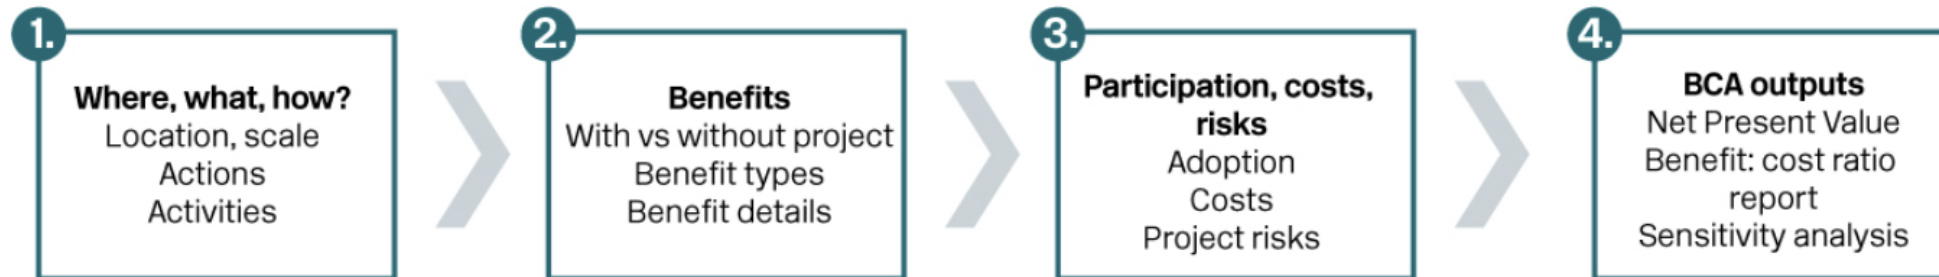 1.
Where, what, how?
Location, scale
Actions
Activities
2.
Benefits
With vs without project
Benefit types
Benefit details
3.
Participation, costs,
risks
Adoption
Costs
Project risks
4.
BCA outputs
Net Present Value
Benefit: cost ratio
report
Sensitivity analysis